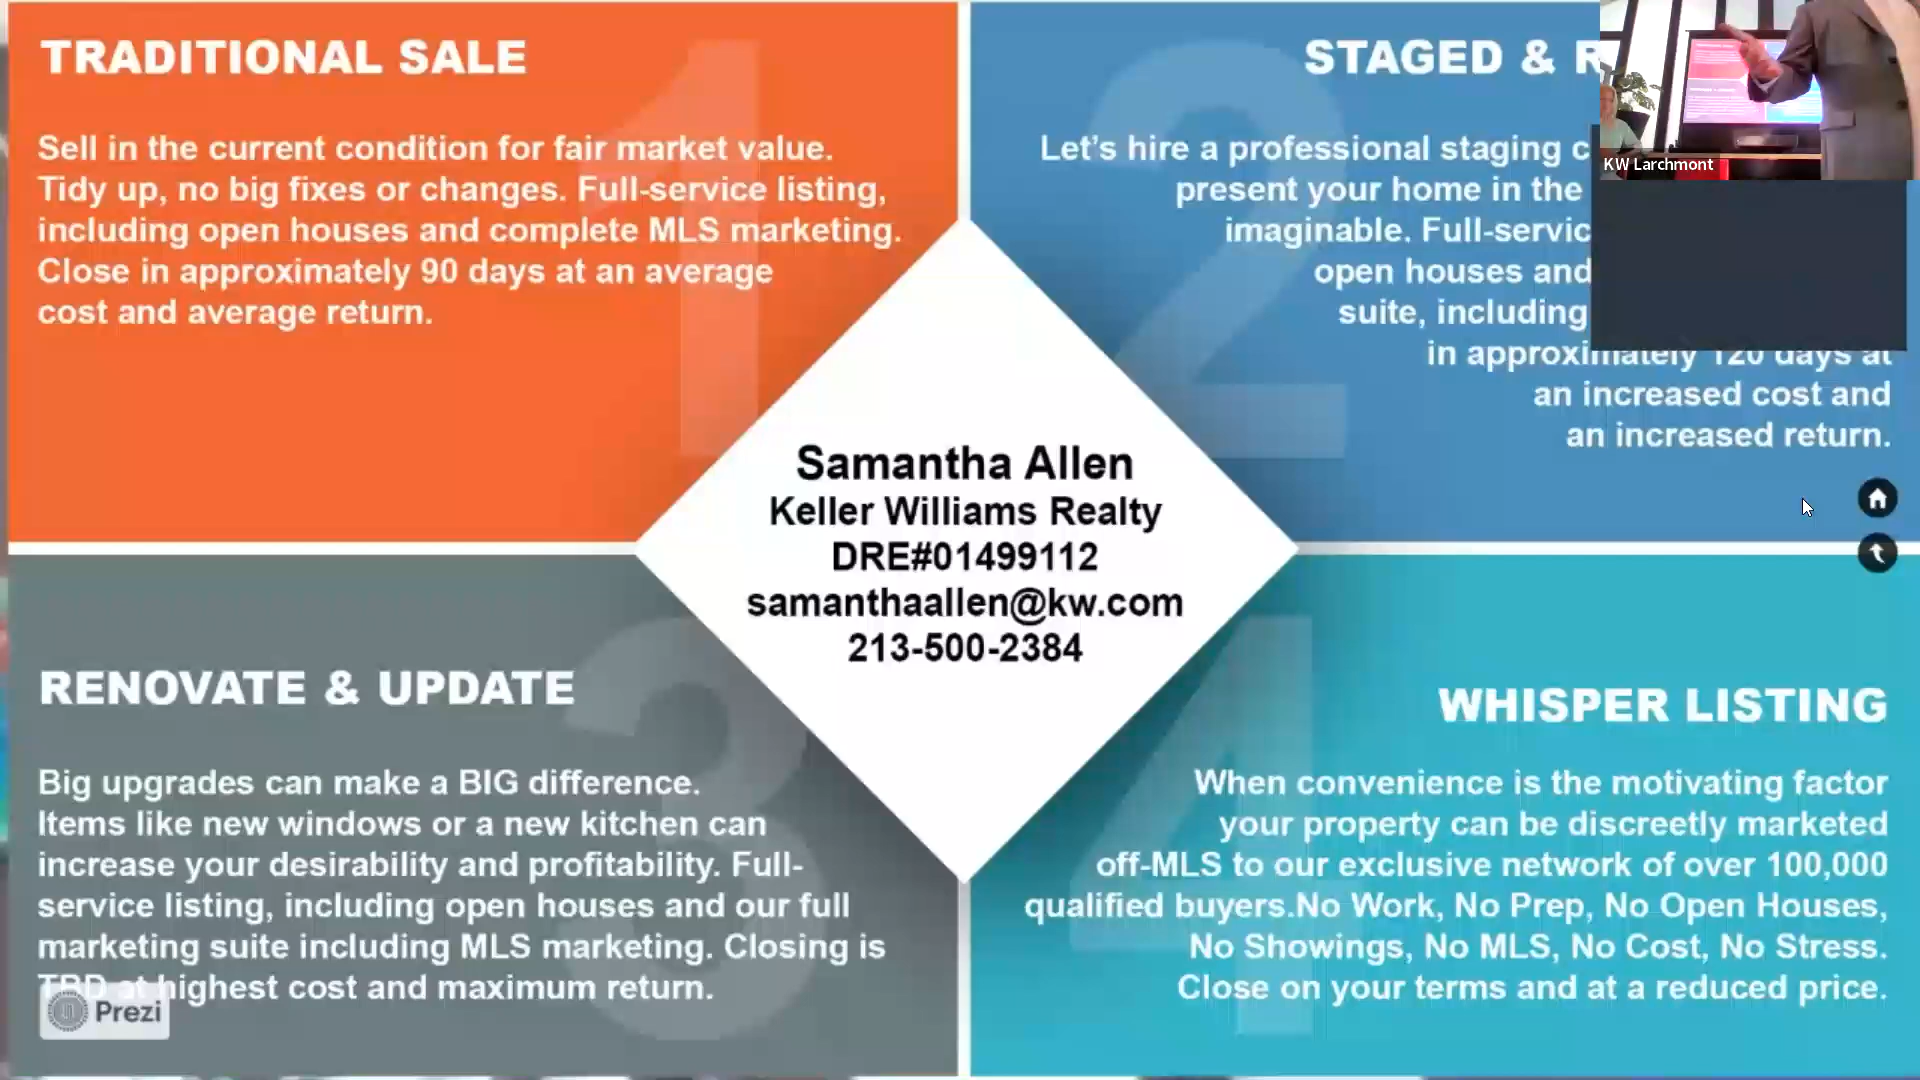 TRADITIONAL SALE
Sell in the current condition for fair market value.
Tidy up, no big fixes or changes. Full-service listing,
including open houses and complete MLS marketing.
Close in approximately 90 days at an average
cost and average return.
STAGED &
Let's hire a professional staging
present your home in the
imaginable.
open houses and
suite, including
in approximately 120 days at
an increased cost and
an increased return.
KW Larchmont
Samantha Allen
Keller Williams Realty
DRE#01499112
samanthaallen@kw.com
213-500-2384
RENOVATE & UPDATE
Big upgrades can make a BIG difference.
Items like new windows or a new kitchen can
increase your desirability and profitability. Full-
service listing, including open houses and our full
marketing suite including MLS marketing. Closing is
TBD at highest cost and maximum return.
Prezi
WHISPER LISTING
When convenience is the motivating factor
your property can be discreetly marketed
off-MLS to our exclusive network of over 100,000
qualified buyers.No Work, No Prep, No Open Houses,
No Showings, No MLS, No Cost, No Stress.
Close on your terms and at a reduced price.
1
2
3
4